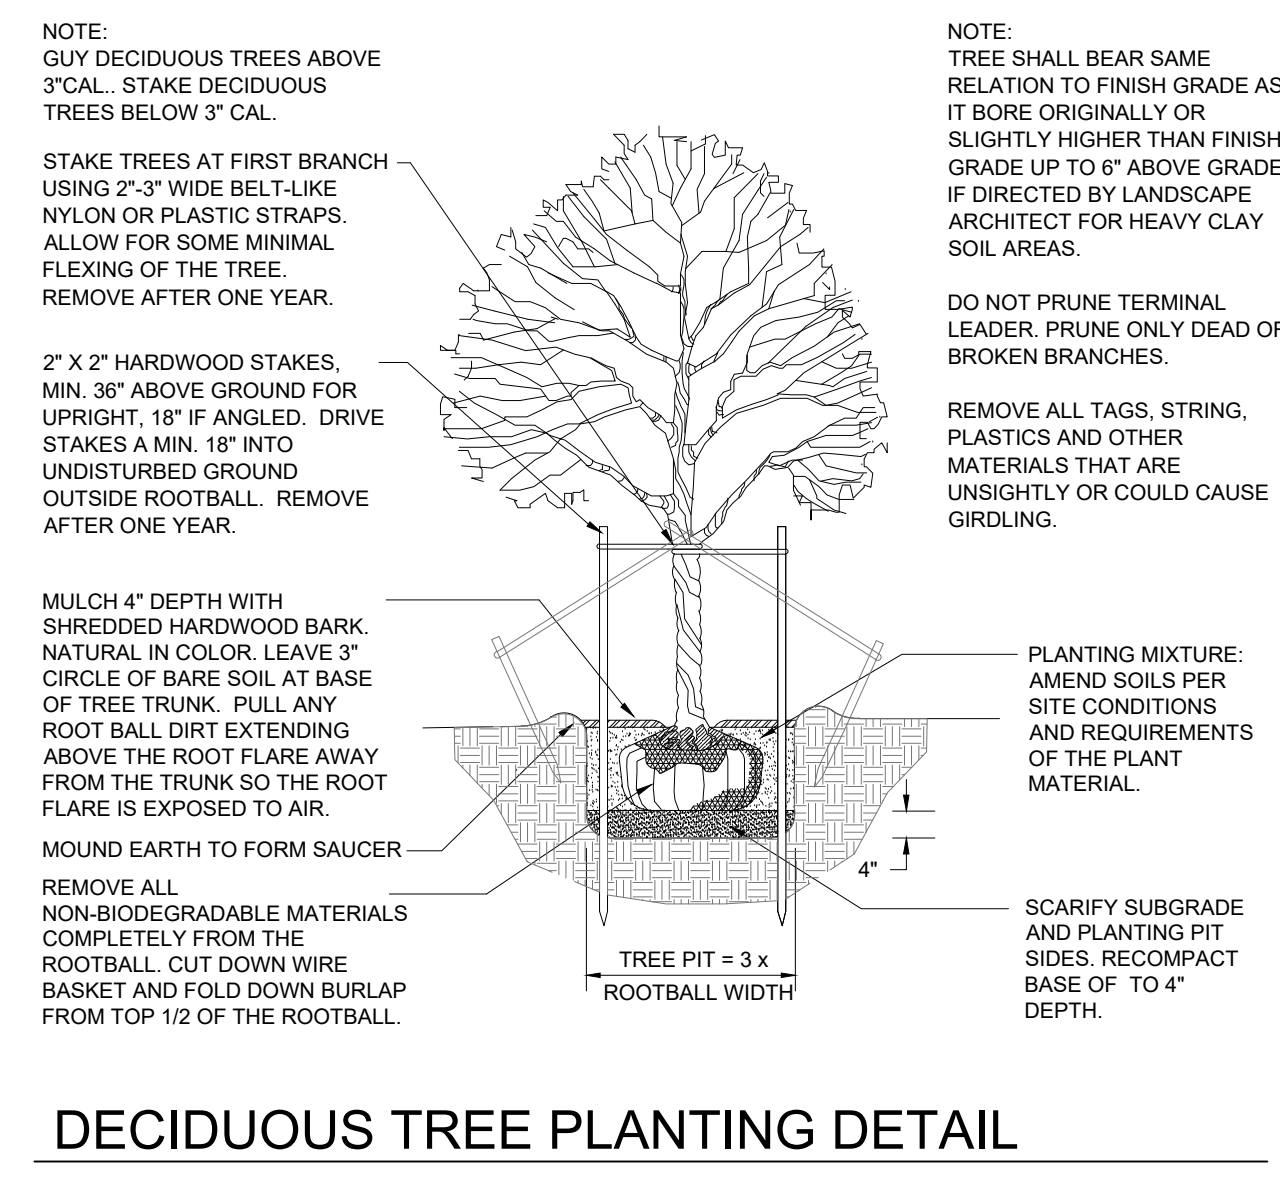 NOTE:
GUY DECIDUOUS TREES ABOVE
3"CAL.. STAKE DECIDUOUS
TREES BELOW 3" CAL.
STAKE TREES AT FIRST BRANCH
USING 2"-3" WIDE BELT-LIKE
NYLON OR PLASTIC STRAPS.
ALLOW FOR SOME MINIMAL
FLEXING OF THE TREE.
REMOVE AFTER ONE YEAR.
2" X 2" HARDWOOD STAKES,
MIN. 36" ABOVE GROUND FOR
UPRIGHT, 18" IF ANGLED. DRIVE
STAKES A MIN. 18" INTO
UNDISTURBED GROUND
OUTSIDE ROOTBALL. REMOVE
AFTER ONE YEAR.
MULCH 4" DEPTH WITH
SHREDDED HARDWOOD BARK.
NATURAL IN COLOR. LEAVE 3"
CIRCLE OF BARE SOIL AT BASE
OF TREE TRUNK. PULL ANY
ROOT BALL DIRT EXTENDING
ABOVE THE ROOT FLARE AWAY
FROM THE TRUNK SO THE ROOT
FLARE IS EXPOSED TO AIR.
MOUND EARTH TO FORM SAUCER
REMOVE ALL
NON-BIODEGRADABLE MATERIALS
COMPLETELY FROM THE
ROOTBALL. CUT DOWN WIRE
BASKET AND FOLD DOWN BURLAP
FROM TOP 1/2 OF THE ROOTBALL.
TREE PIT = 3 x
ROOTBALL WIDTH
NOTE:
TREE SHALL BEAR SAME
RELATION TO FINISH GRADE AS
IT BORE ORIGINALLY OR
SLIGHTLY HIGHER THAN FINISH
GRADE UP TO 6" ABOVE GRADE
IF DIRECTED BY LANDSCAPE
ARCHITECT FOR HEAVY CLAY
SOIL AREAS.
DO NOT PRUNE TERMINAL
LEADER. PRUNE ONLY DEAD OR
BROKEN BRANCHES.
REMOVE ALL TAGS, STRING,
PLASTICS AND OTHER
MATERIALS THAT ARE
UNSIGHTLY OR COULD CAUSE
GIRDLING.
PLANTING MIXTURE:
AMEND SOILS PER
SITE CONDITIONS
AND REQUIREMENTS
OF THE PLANT
MATERIAL.
4"
SCARIFY SUBGRADE
AND PLANTING PIT
SIDES. RECOMPACT
BASE OF TO 4"
DEPTH.
DECIDUOUS TREE PLANTING DETAIL